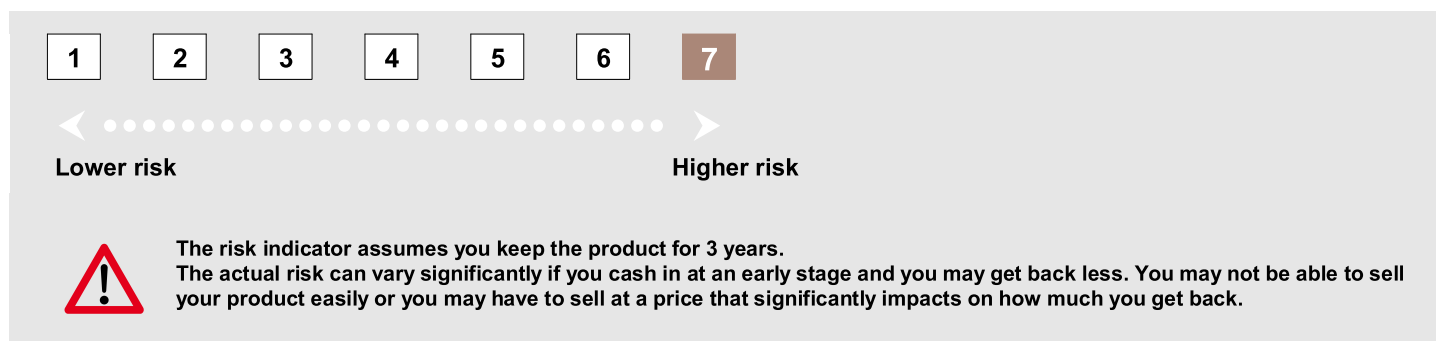 1 2 3 4 5 6 7
Lower risk Higher risk
The risk indicator assumes you keep the product for 3 years.
The actual risk can vary significantly if you cash in at an early stage and you may get back less. You may not be able to sell
your product easily or you may have to sell at a price that significantly impacts on how much you get back.